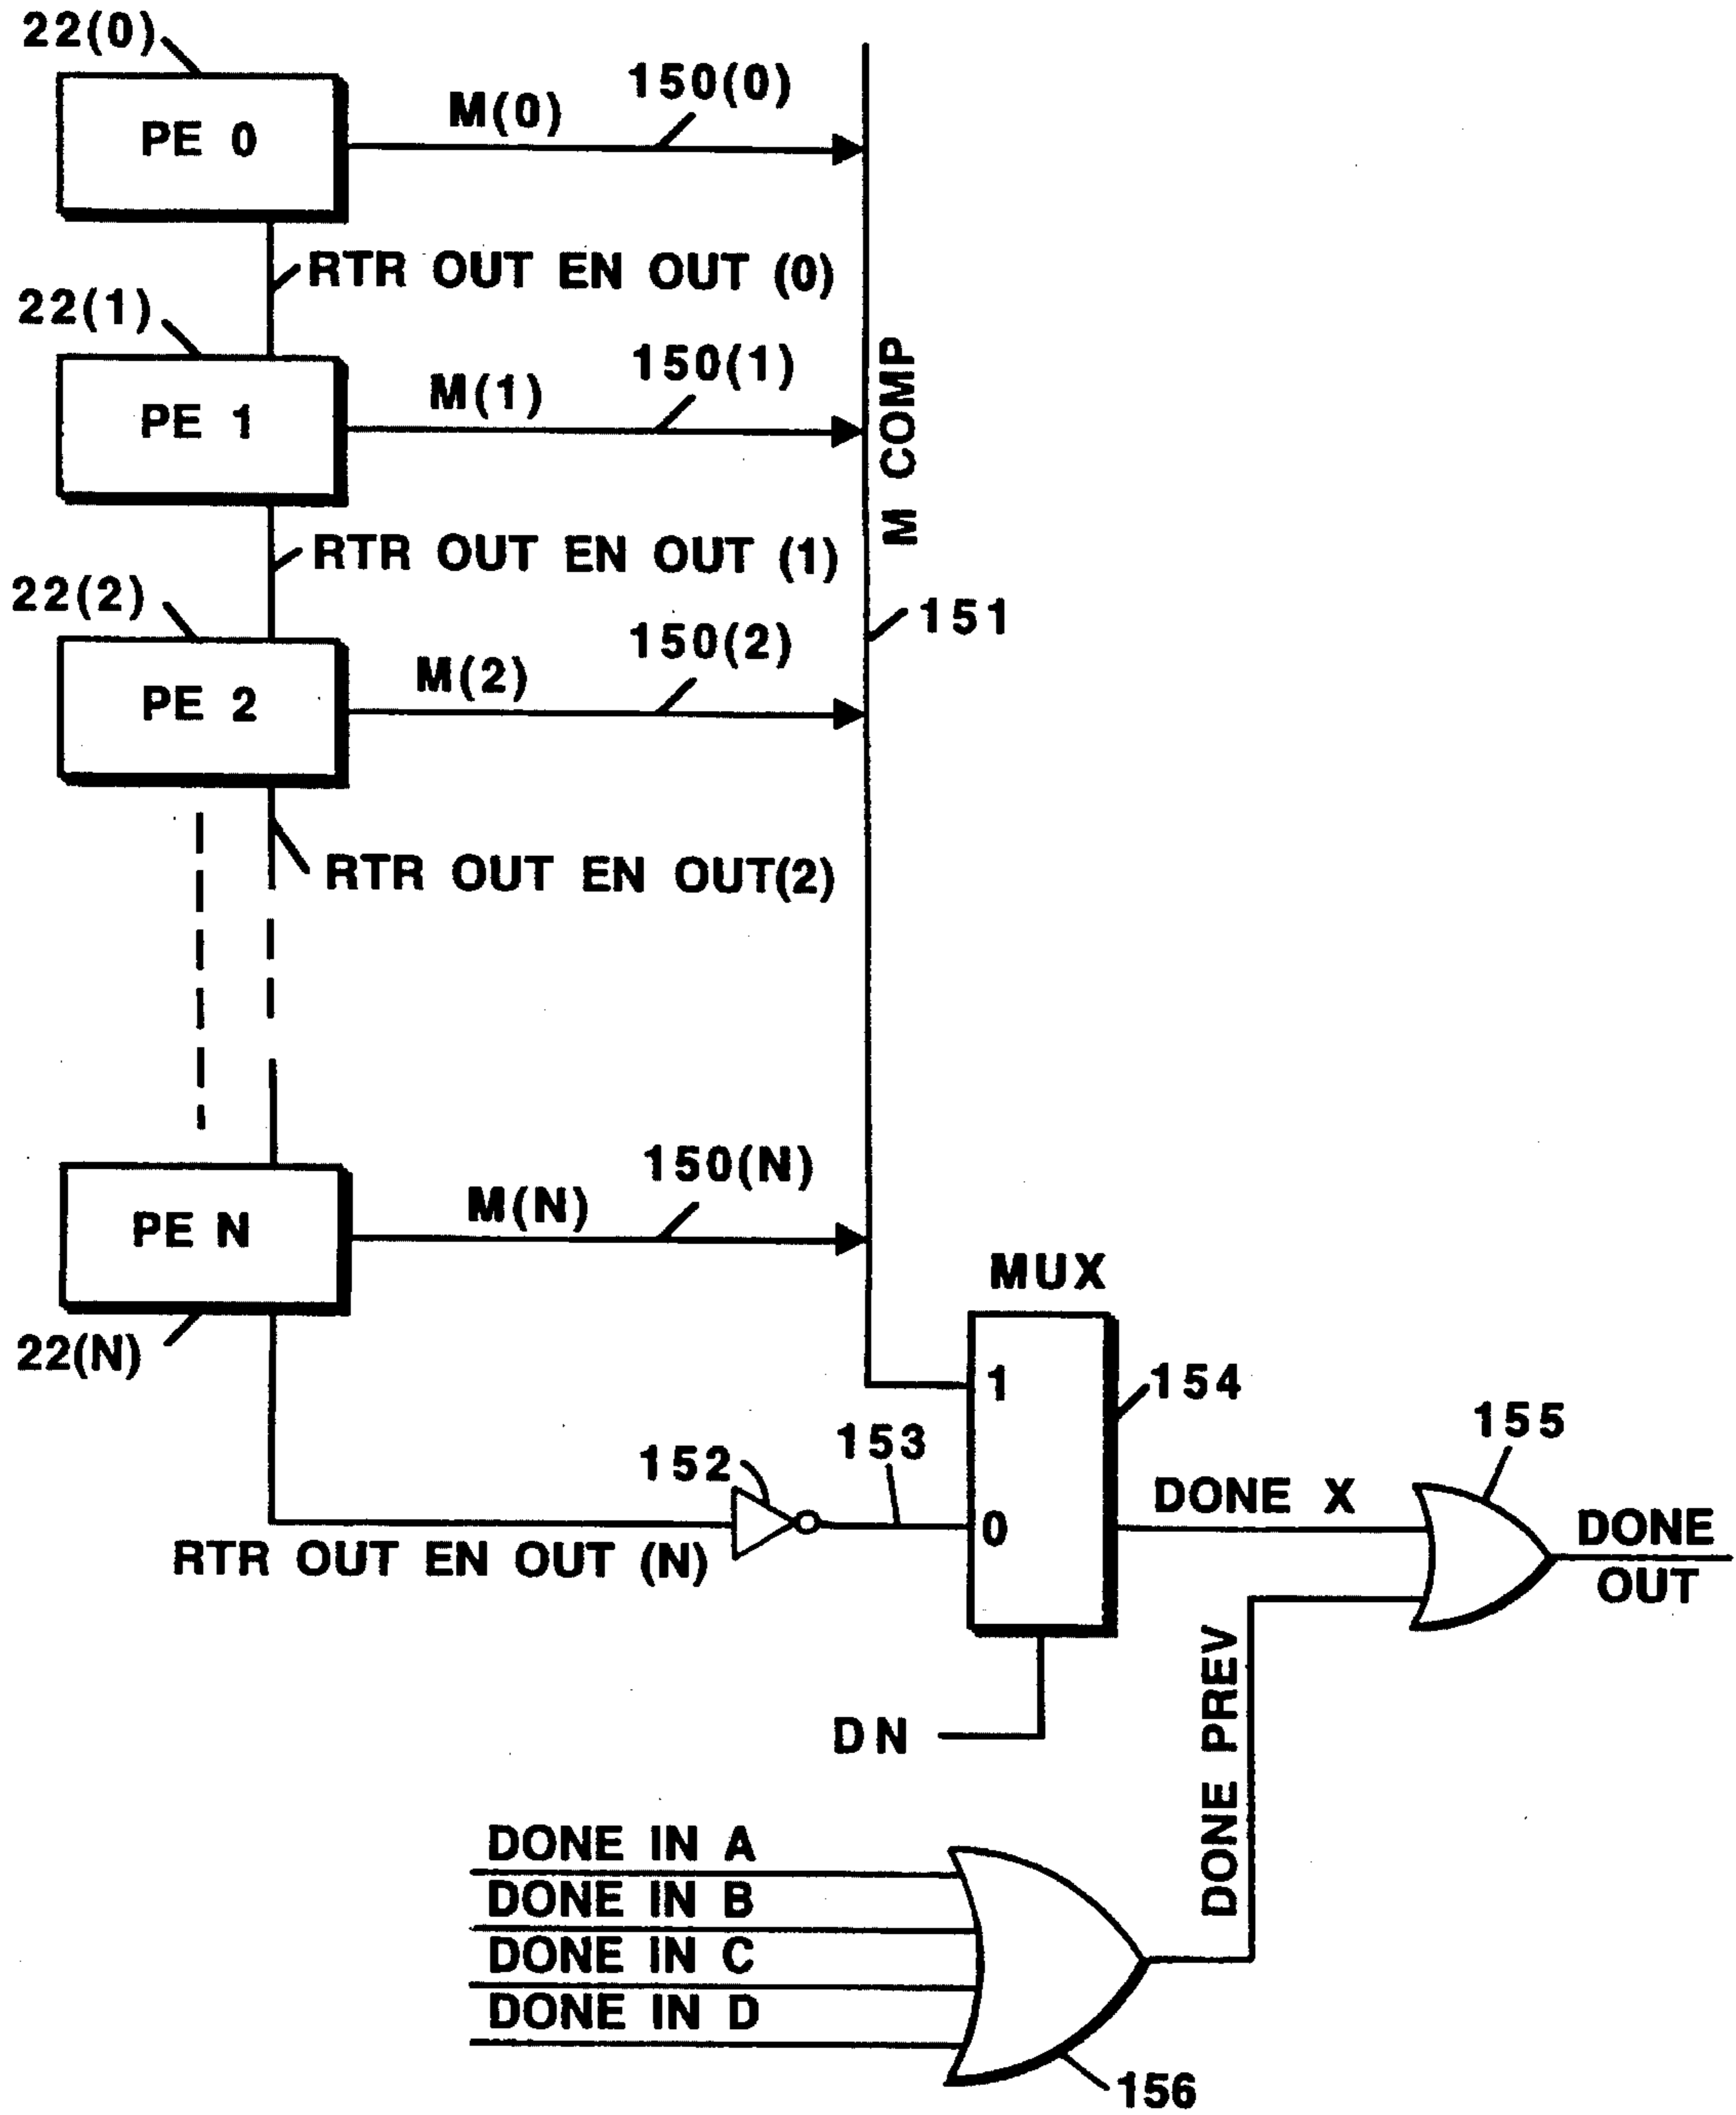 22(0)
PE 0
M(0)
150(0)
RTR OUT EN OUT (0)
22(1)
PE 1
M(1)
150(1)
M COMP
RTR OUT EN OUT (1)
22(2)
PE 2
M(2)
150(2)
151
RTR OUT EN OUT(2)
PE N
M(N)
150(N)
22(N)
MUX
1
154
152
153
0
155
DONE X
DONE
OUT
RTR OUT EN OUT (N)
DN
DONE PREV
DONE IN A
DONE IN B
DONE IN C
DONE IN D
156